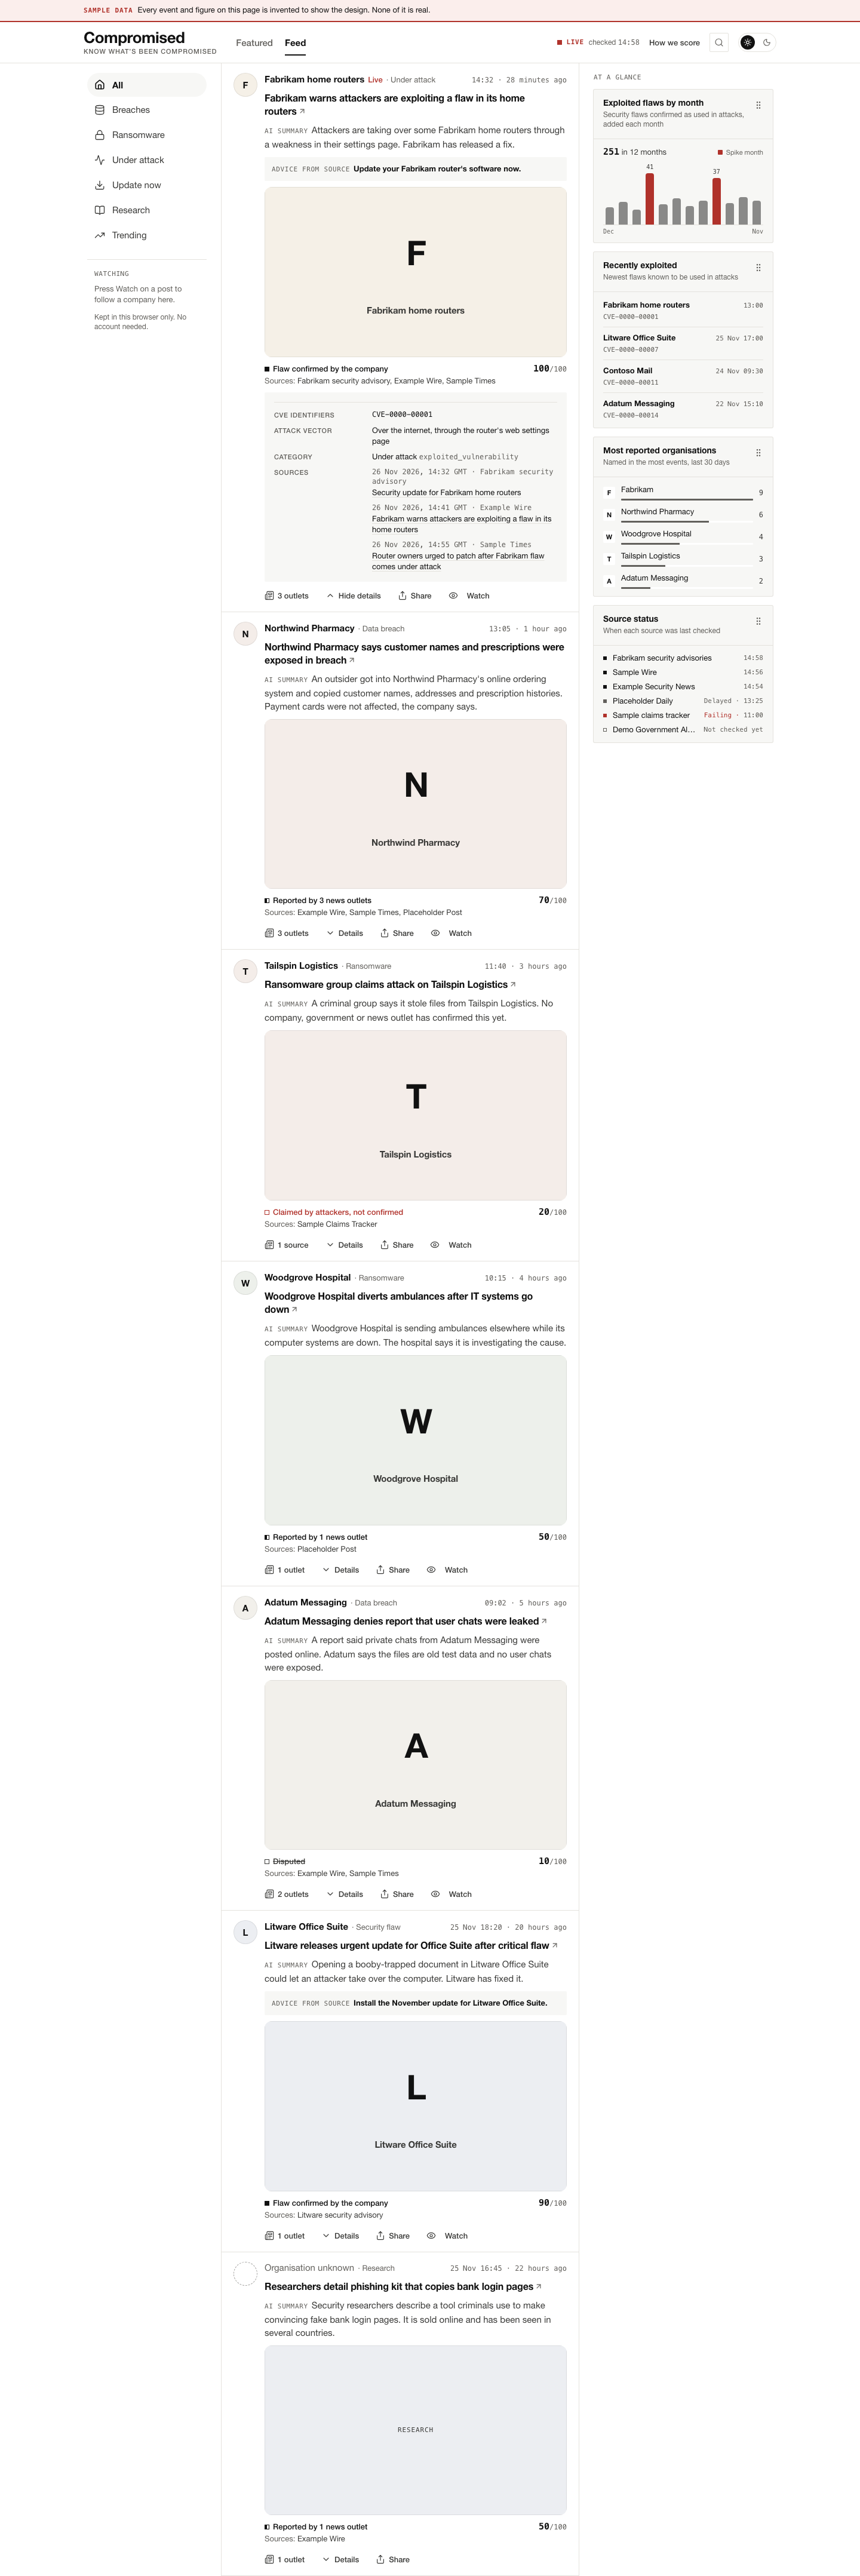 SAMPLE DATA Every event and figure on this page is invented to show the design. None of it is real.
Compromised
KNOW WHAT'S BEEN COMPROMISED
Featured Feed
LIVE checked 14:58 How we score
All
Breaches
Ransomware
Under attack
Update now
Research
Trending
WATCHING
Press Watch on a post to
follow a company here.
Kept in this browser only. No
account needed.
F
Fabrikam home routers Live · Under attack 14:32 · 28 minutes ago
Fabrikam warns attackers are exploiting a flaw in its home
routers
AI SUMMARY Attackers are taking over some Fabrikam home routers through
a weakness in their settings page. Fabrikam has released a fix.
ADVICE FROM SOURCE Update your Fabrikam router's software now.
F
Fabrikam home routers
Flaw confirmed by the company 100/100
Sources: Fabrikam security advisory, Example Wire, Sample Times
CVE IDENTIFIERS CVE-0000-00001
ATTACK VECTOR Over the internet, through the router's web settings
page
CATEGORY Under attack exploited_vulnerability
SOURCES 26 Nov 2026, 14:32 GMT · Fabrikam security
advisory
Security update for Fabrikam home routers
26 Nov 2026, 14:41 GMT · Example Wire
Fabrikam warns attackers are exploiting a flaw in its
home routers
26 Nov 2026, 14:55 GMT · Sample Times
Router owners urged to patch after Fabrikam flaw
comes under attack
3 outlets Hide details Share Watch
N
Northwind Pharmacy · Data breach 13:05 · 1 hour ago
Northwind Pharmacy says customer names and prescriptions were
exposed in breach
AI SUMMARY An outsider got into Northwind Pharmacy's online ordering
system and copied customer names, addresses and prescription histories.
Payment cards were not affected, the company says.
N
Northwind Pharmacy
Reported by 3 news outlets 70/100
Sources: Example Wire, Sample Times, Placeholder Post
3 outlets Details Share Watch
T
Tailspin Logistics · Ransomware 11:40 · 3 hours ago
Ransomware group claims attack on Tailspin Logistics
AI SUMMARY A criminal group says it stole files from Tailspin Logistics. No
company, government or news outlet has confirmed this yet.
T
Tailspin Logistics
Claimed by attackers, not confirmed 20/100
Sources: Sample Claims Tracker
1 source Details Share Watch
W
Woodgrove Hospital · Ransomware 10:15 · 4 hours ago
Woodgrove Hospital diverts ambulances after IT systems go
down
AI SUMMARY Woodgrove Hospital is sending ambulances elsewhere while its
computer systems are down. The hospital says it is investigating the cause.
W
Woodgrove Hospital
Reported by 1 news outlet 50/100
Sources: Placeholder Post
1 outlet Details Share Watch
A
Adatum Messaging · Data breach 09:02 · 5 hours ago
Adatum Messaging denies report that user chats were leaked
AI SUMMARY A report said private chats from Adatum Messaging were
posted online. Adatum says the files are old test data and no user chats
were exposed.
A
Adatum Messaging
Disputed 10/100
Sources: Example Wire, Sample Times
2 outlets Details Share Watch
L
Litware Office Suite · Security flaw 25 Nov 18:20 · 20 hours ago
Litware releases urgent update for Office Suite after critical flaw
AI SUMMARY Opening a booby-trapped document in Litware Office Suite
could let an attacker take over the computer. Litware has fixed it.
ADVICE FROM SOURCE Install the November update for Litware Office Suite.
L
Litware Office Suite
Flaw confirmed by the company 90/100
Sources: Litware security advisory
1 outlet Details Share Watch
Organisation unknown · Research 25 Nov 16:45 · 22 hours ago
Researchers detail phishing kit that copies bank login pages
AI SUMMARY Security researchers describe a tool criminals use to make
convincing fake bank login pages. It is sold online and has been seen in
several countries.
RESEARCH
Reported by 1 news outlet 50/100
Sources: Example Wire
1 outlet Details Share
AT A GLANCE
Exploited flaws by month
Security flaws confirmed as used in attacks,
added each month
251 in 12 months Spike month
41
37
Dec Nov
Recently exploited
Newest flaws known to be used in attacks
Fabrikam home routers 13:00
CVE-0000-00001
Litware Office Suite 25 Nov 17:00
CVE-0000-00007
Contoso Mail 24 Nov 09:30
CVE-0000-00011
Adatum Messaging 22 Nov 15:10
CVE-0000-00014
Most reported organisations
Named in the most events, last 30 days
F Fabrikam 9
N Northwind Pharmacy 6
W Woodgrove Hospital 4
T Tailspin Logistics 3
A Adatum Messaging 2
Source status
When each source was last checked
Fabrikam security advisories 14:58
Sample Wire 14:56
Example Security News 14:54
Placeholder Daily Delayed · 13:25
Sample claims tracker Failing · 11:00
Demo Government Al… Not checked yet